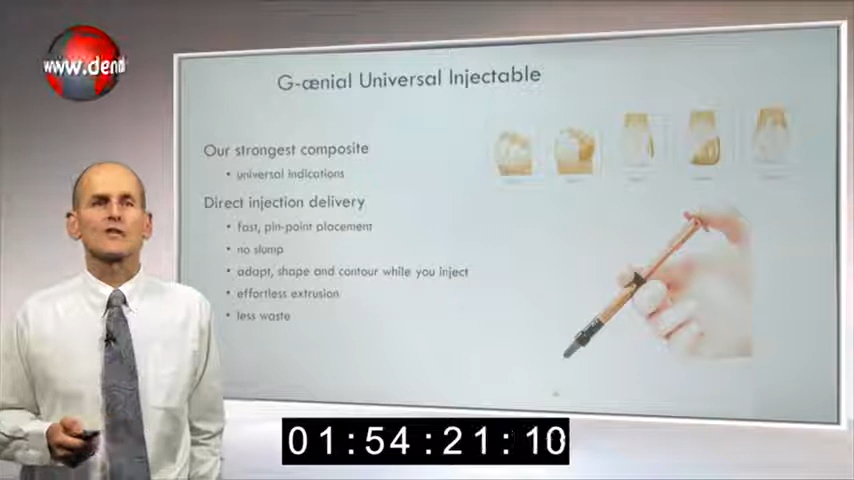 www.den
G-ænial Universal Injectable
Our strongest composite
• universal indications
Direct injection delivery
• fast, pin-point placement
• no slump
• adapt, shape and contour while you inject
• effortless extrusion
• less waste
01:54:21:10